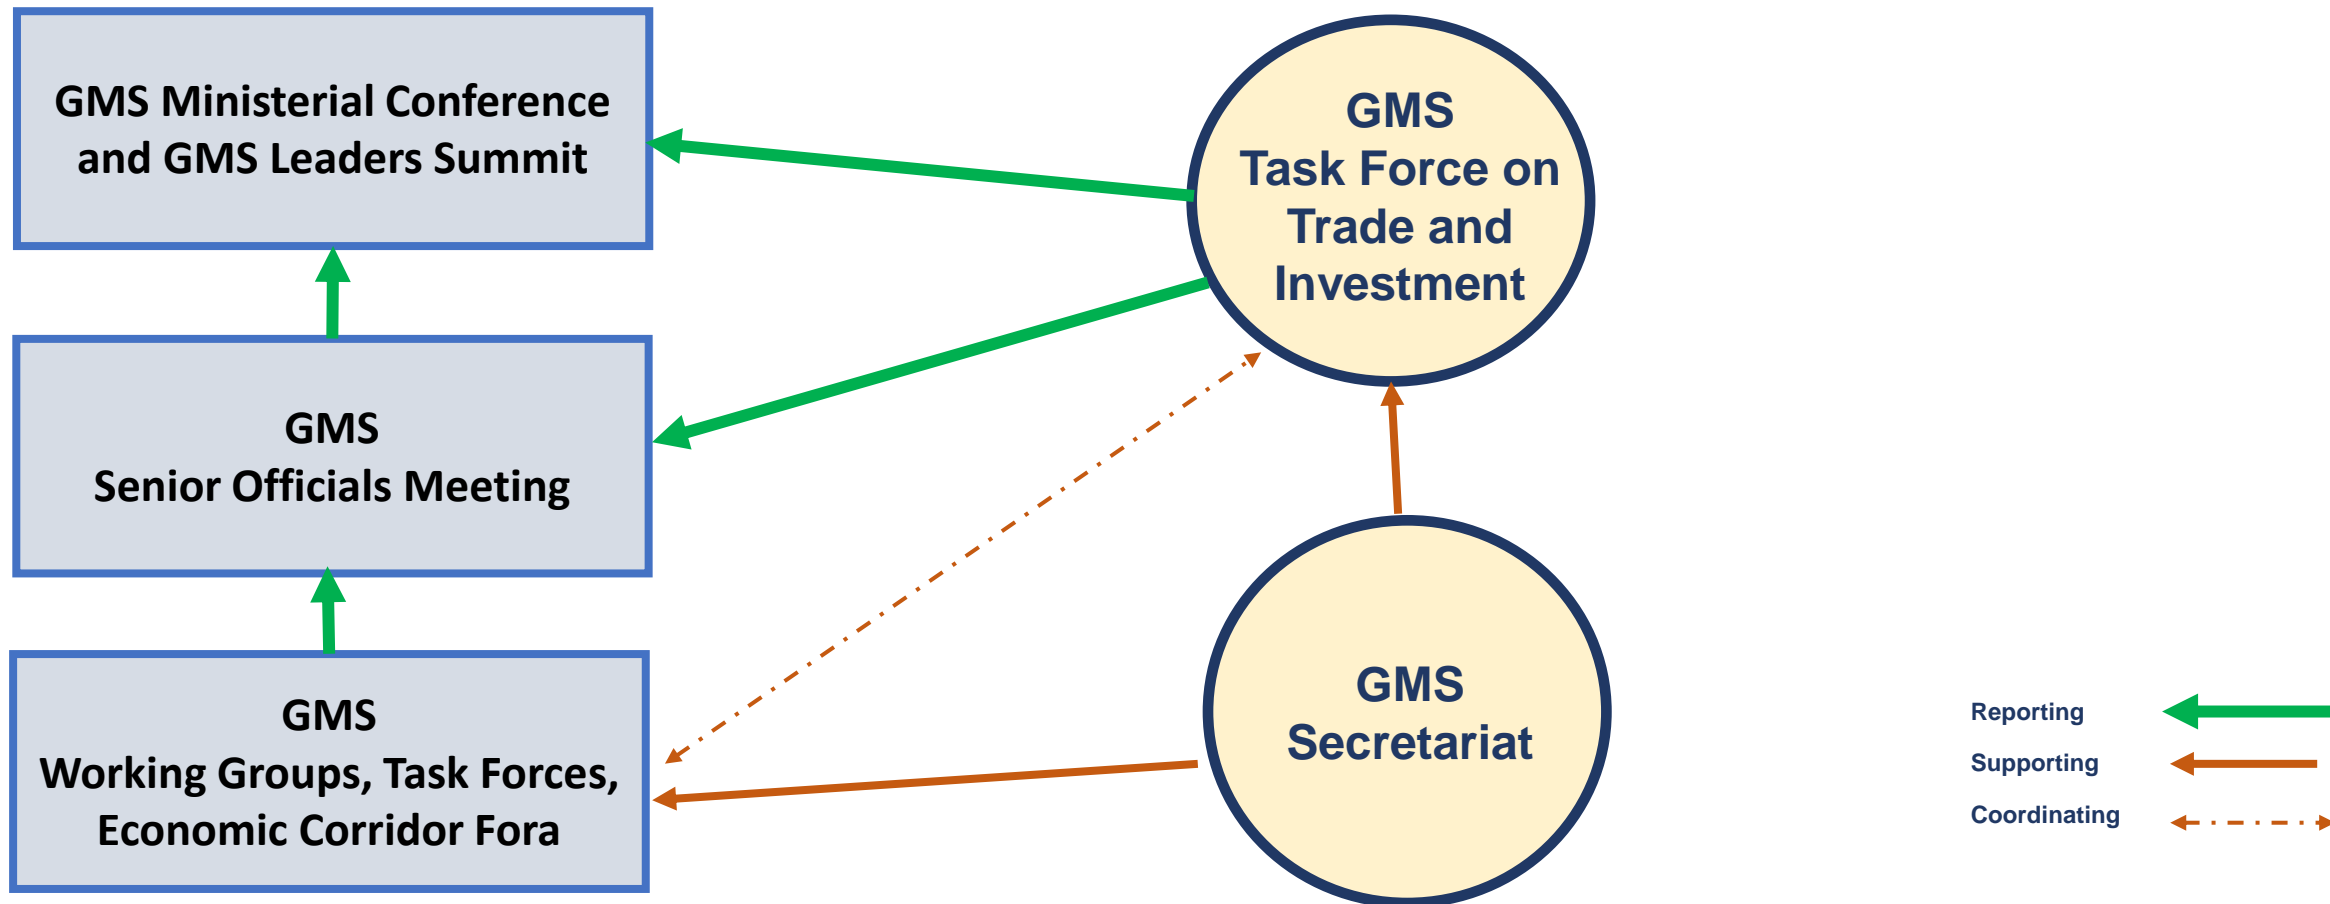 GMS Ministerial Conference
and GMS Leaders Summit
GMS
Task Force on
Trade and
Investment
GMS
Senior Officials Meeting
GMS
Working Groups, Task Forces,
Economic Corridor Fora
GMS
Secretariat
Reporting
Supporting
Coordinating